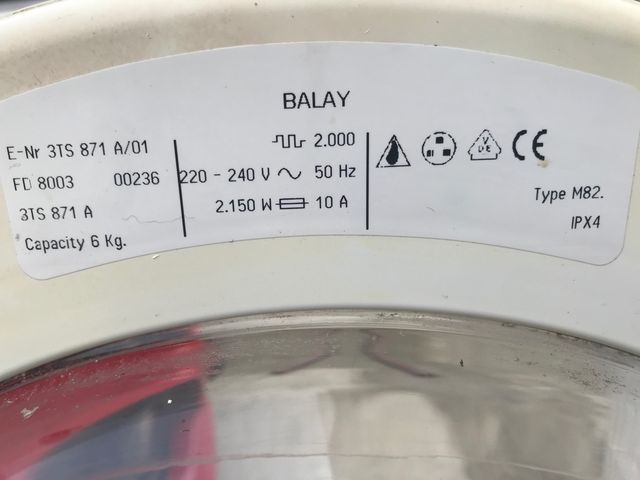 BALAY
E-Nr 3TS 871 A/01
FD 8003 00236
3TS 871 A
Capacity 6 Kg.
2.000
220 - 240 V 50 Hz
2.150 W 10 A
VDE
CE
Type M82.
IPX4